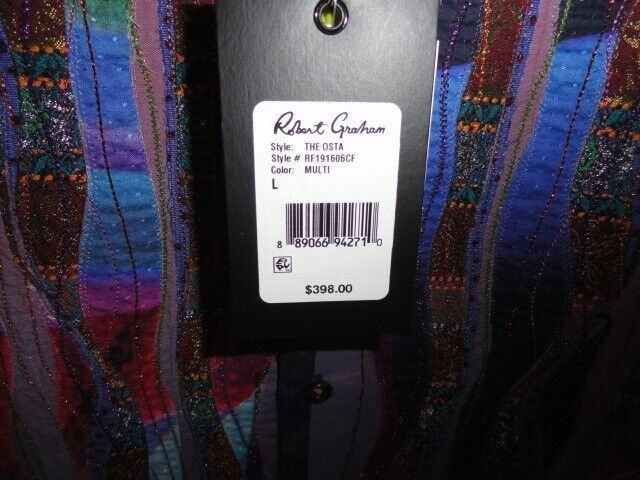 Robert Graham
Style: THE OSTA
Style # RF191606CF
Color: MULTI
L
8 89066 94271 0
$398.00